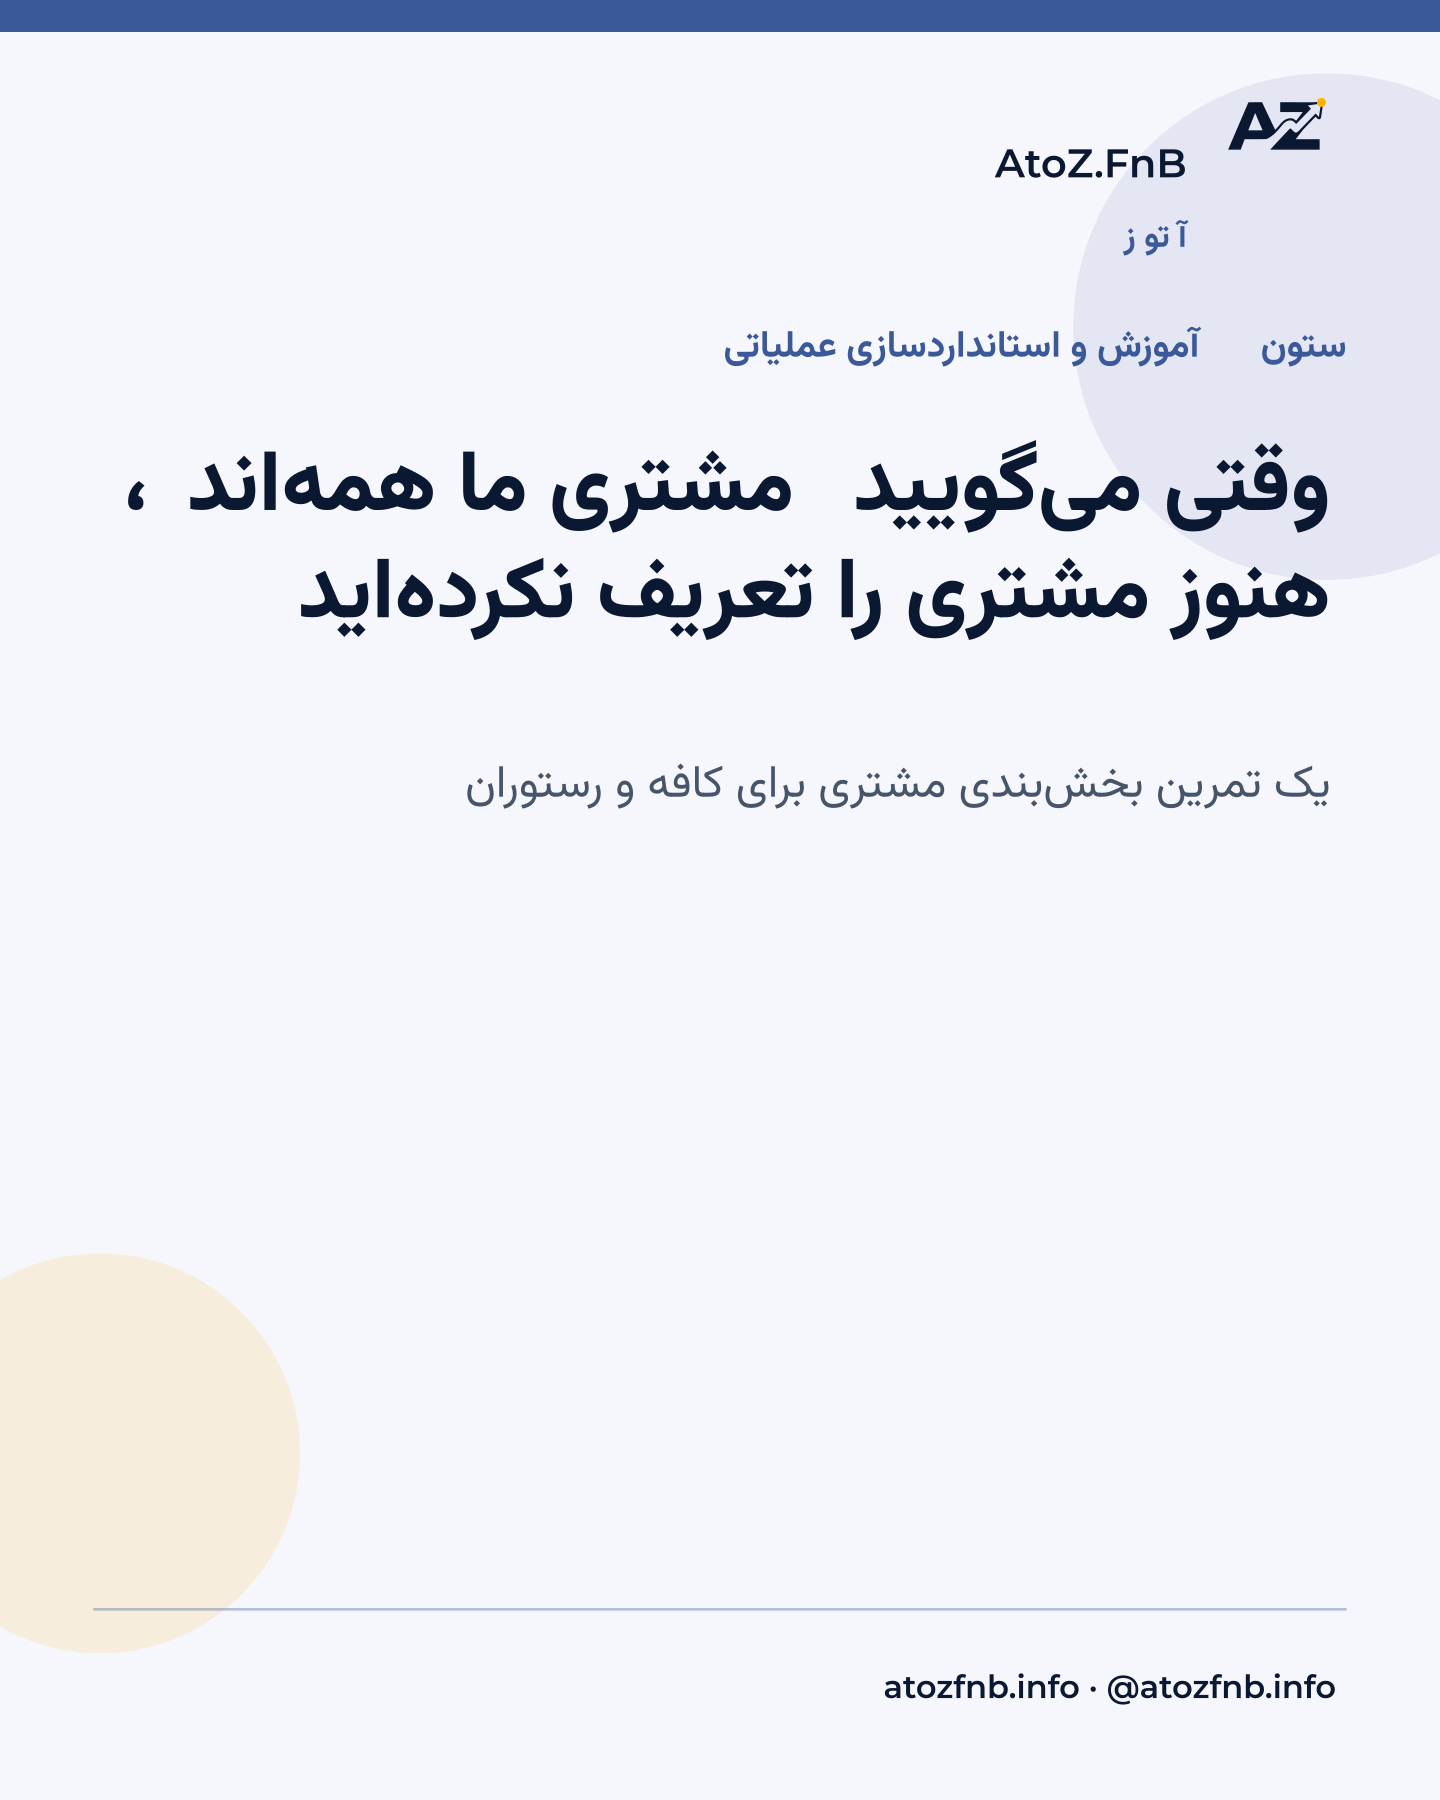 AZ
AtoZ.FnB
آ تو ز
ستون آموزش و استانداردسازی عملیاتی
وقتی می‌گویید مشتری ما همه‌اند ،
هنوز مشتری را تعریف نکرده‌اید
یک تمرین بخش‌بندی مشتری برای کافه و رستوران
atozfnb.info · @atozfnb.info